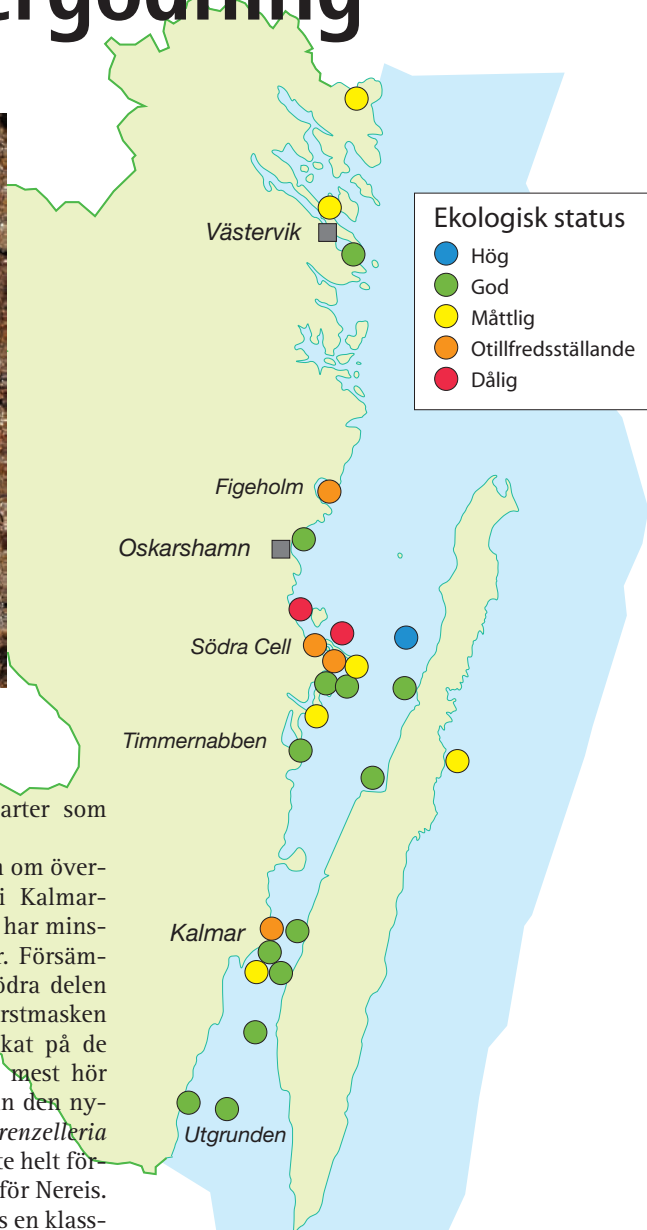 ergödning
Västervik
Ekologisk status
Hög
God
Måttlig
Otillfredsställande
Dålig
Figeholm
Oskarshamn
Södra Cell
Timmernabben
Kalmar
Utgrunden
arter som
om över-
i Kalmar-
har mins-
r. Försäm-
ödra delen
rstmasken
kat på de
mest hör
n den ny-
renzelleria
te helt för-
för Nereis.
s en klass-